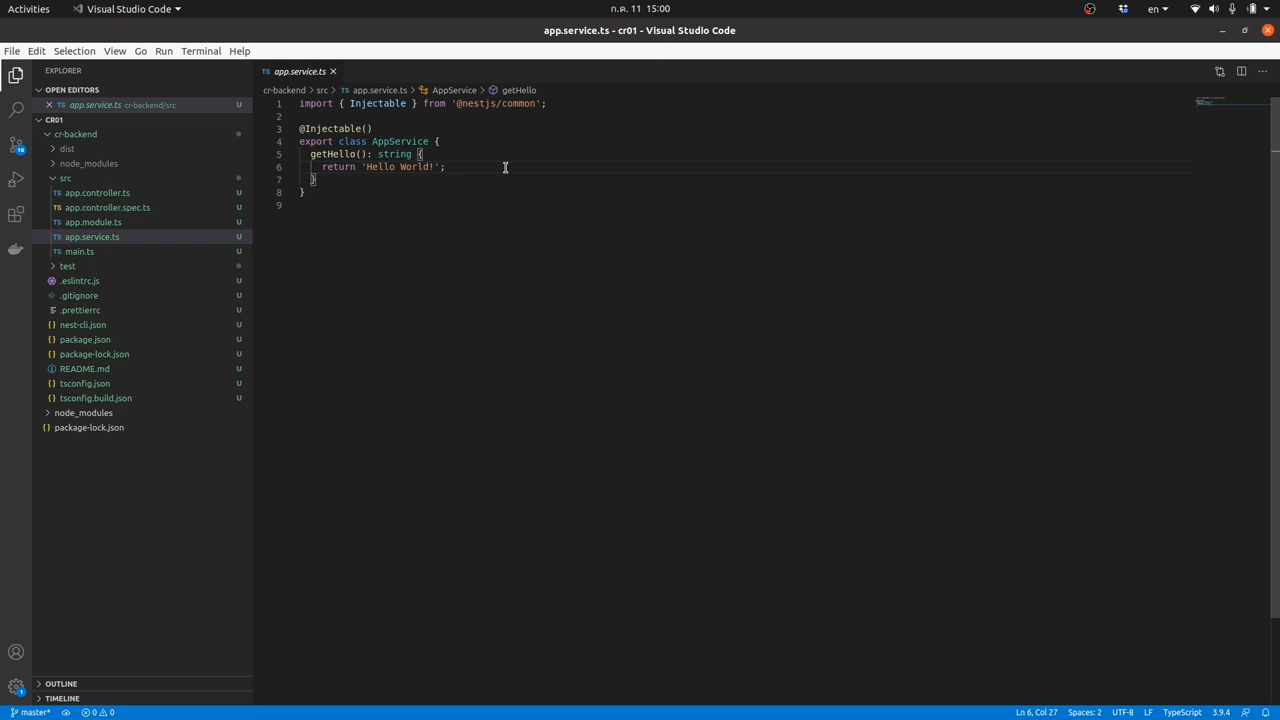 Activities
Visual Studio Code
ก.ค. 11 15:00
en
app.service.ts - cr01 - Visual Studio Code
File Edit Selection View Go Run Terminal Help
EXPLORER
OPEN EDITORS
TS app.service.ts cr-backend/src U
CR01
cr-backend
dist
node_modules
src
TS app.controller.ts U
TS app.controller.spec.ts U
TS app.module.ts U
TS app.service.ts U
TS main.ts U
test
.eslintrc.js U
.gitignore U
.prettierrc U
{} nest-cli.json U
{} package.json U
{} package-lock.json U
README.md U
{} tsconfig.json U
{} tsconfig.build.json U
node_modules
{} package-lock.json
OUTLINE
TIMELINE
TS app.service.ts
cr-backend > src > TS app.service.ts > AppService > getHello
1 import { Injectable } from '@nestjs/common';
2
3 @Injectable()
4 export class AppService {
5 getHello(): string {
6 return 'Hello World!';
7 }
8 }
9
1
master* 0 0
Ln 6, Col 27 Spaces: 2 UTF-8 LF TypeScript 3.9.4